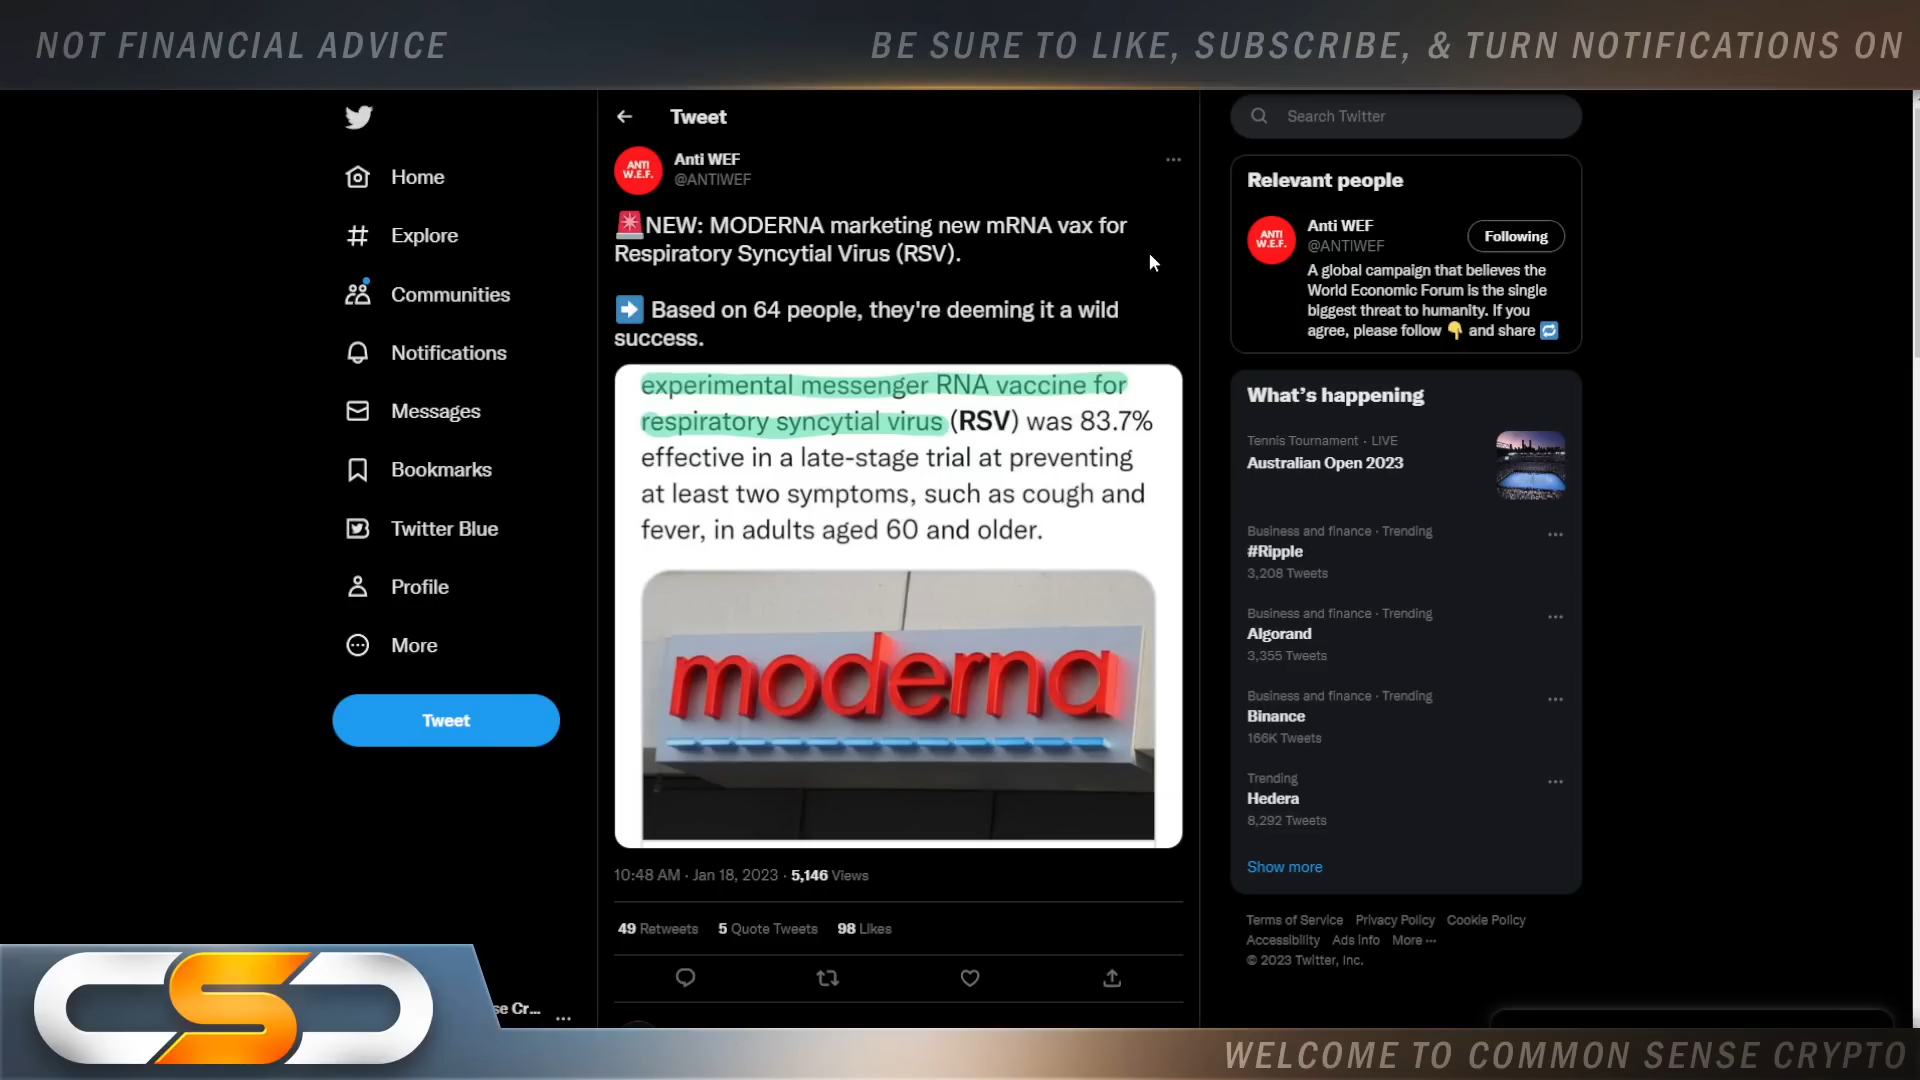 NOT FINANCIAL ADVICE
BE SURE TO LIKE, SUBSCRIBE, & TURN NOTIFICATIONS ON
Home
Explore
Communities
Notifications
Messages
Bookmarks
Twitter Blue
Profile
More
Tweet
se Cr...
Tweet
ANTI
W.E.F.
Anti WEF
@ANTIWEF
NEW: MODERNA marketing new mRNA vax for
Respiratory Syncytial Virus (RSV).
Based on 64 people, they're deeming it a wild
success.
experimental messenger RNA vaccine for
respiratory syncytial virus (RSV) was 83.7%
effective in a late-stage trial at preventing
at least two symptoms, such as cough and
fever, in adults aged 60 and older.
moderna
10:48 AM · Jan 18, 2023 · 5,146 Views
49 Retweets 5 Quote Tweets 98 Likes
Search Twitter
Relevant people
ANTI
W.E.F.
Anti WEF
@ANTIWEF
Following
A global campaign that believes the
World Economic Forum is the single
biggest threat to humanity. If you
agree, please follow 👇 and share
What's happening
Tennis Tournament · LIVE
Australian Open 2023
Business and finance · Trending
#Ripple
3,208 Tweets
Business and finance · Trending
Algorand
3,355 Tweets
Business and finance · Trending
Binance
166K Tweets
Trending
Hedera
8,292 Tweets
Show more
Terms of Service Privacy Policy Cookie Policy
Accessibility Ads info More ···
© 2023 Twitter, Inc.
CSC
WELCOME TO COMMON SENSE CRYPTO